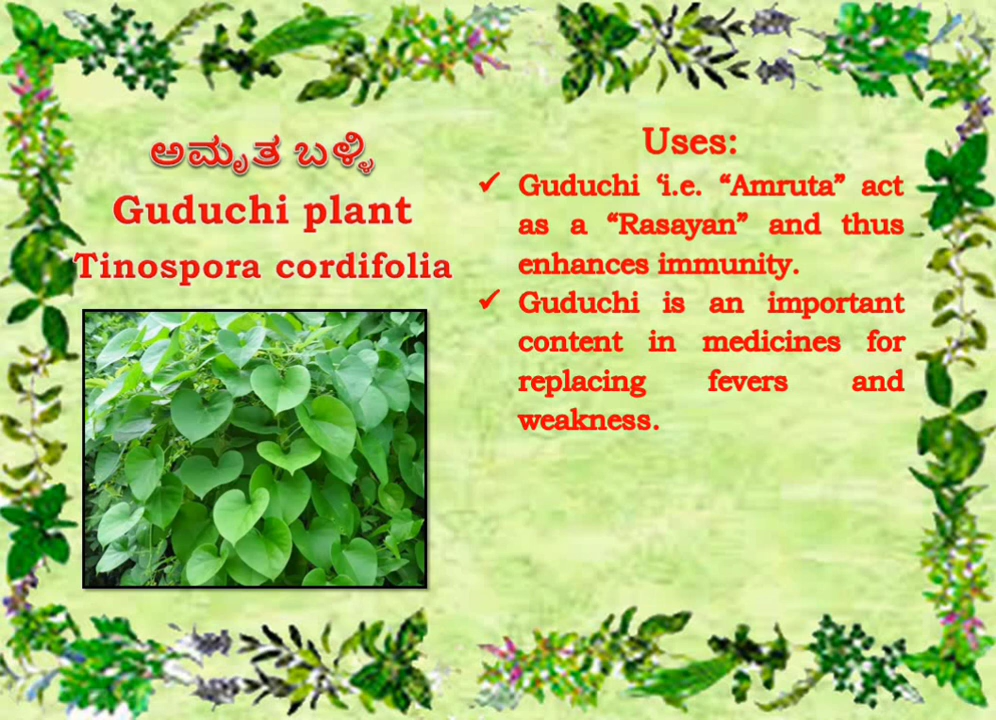 ಅಮೃತ ಬಳ್ಳಿ
Guduchi plant
Tinospora cordifolia
Uses:
✓ Guduchi ‘i.e. “Amruta” act
as a “Rasayan” and thus
enhances immunity.
✓ Guduchi is an important
content in medicines for
replacing fevers and
weakness.